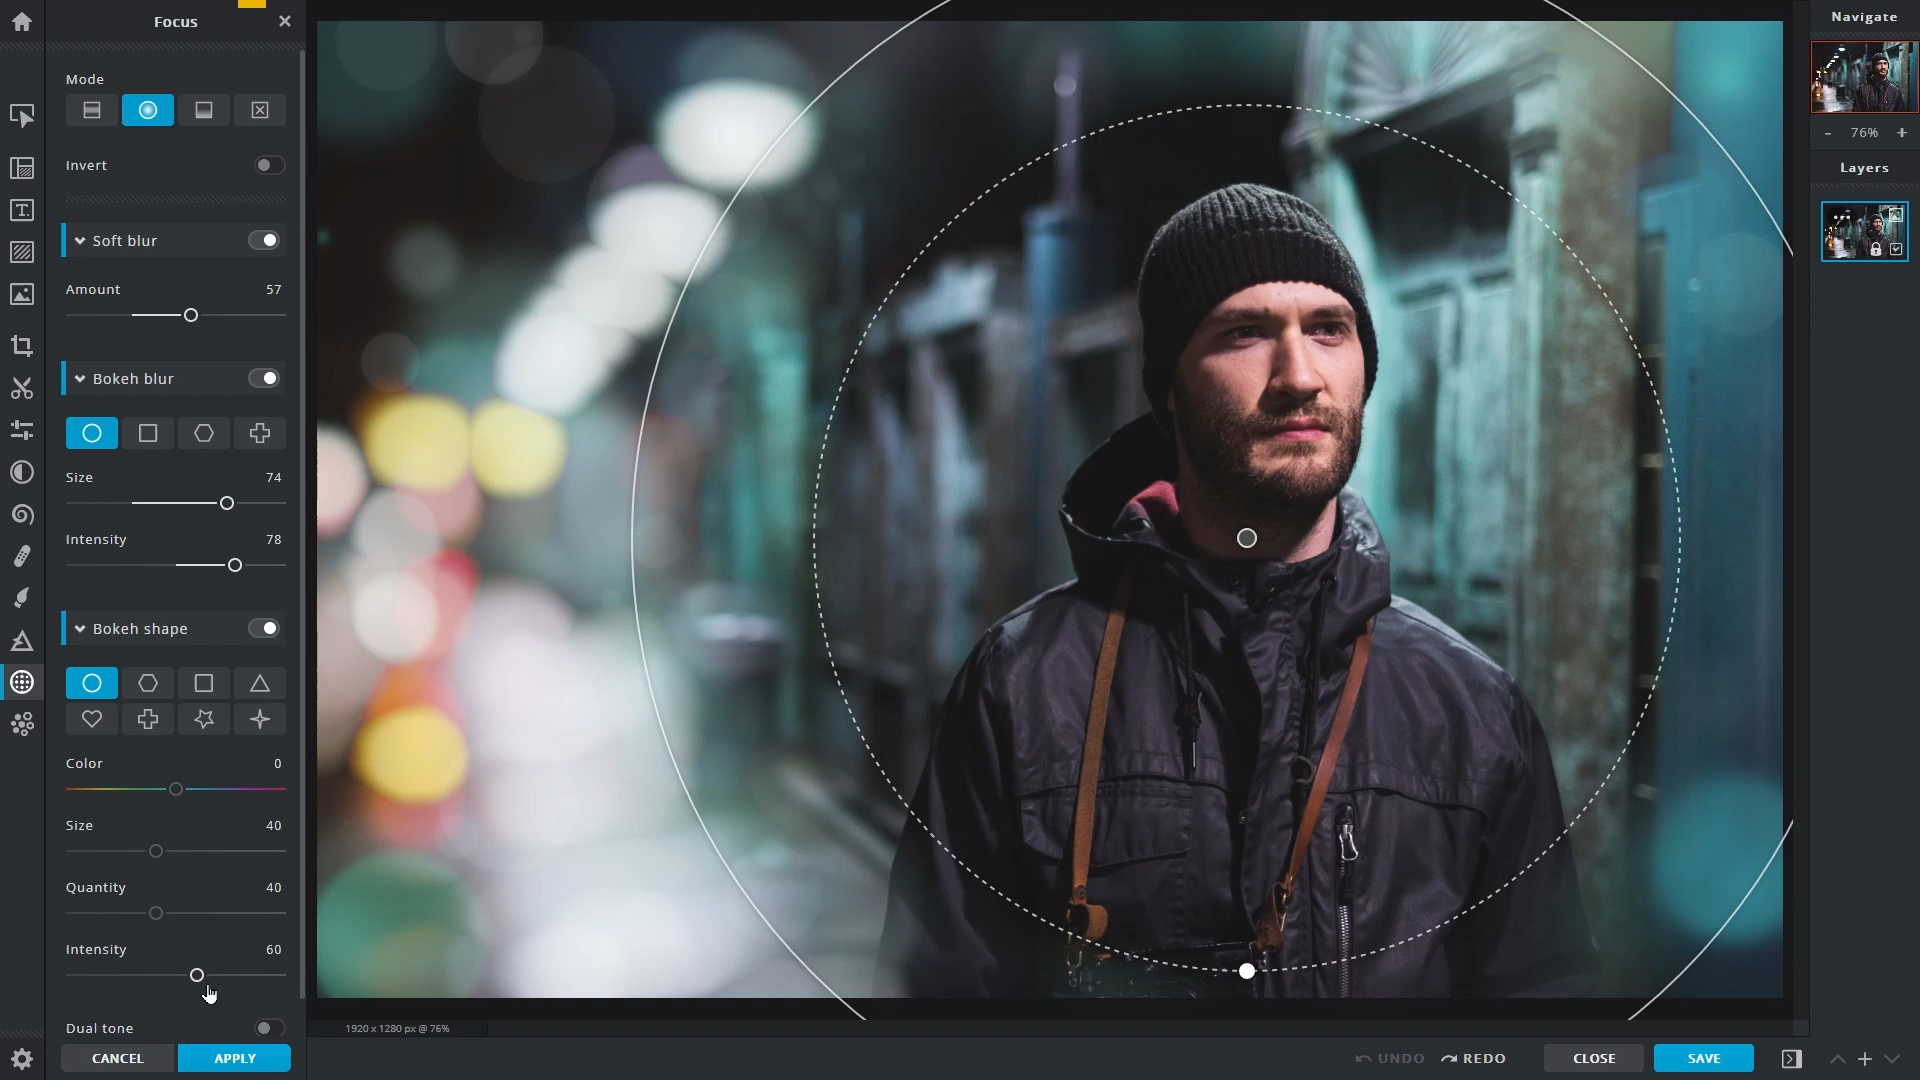 Focus
Mode
Invert
Soft blur
Amount 57
Bokeh blur
Size 74
Intensity 78
Bokeh shape
Color 0
Size 40
Quantity 40
Intensity 60
Dual tone
CANCEL APPLY
1920 x 1280 px @ 76%
UNDO REDO CLOSE SAVE
Navigate
- 76% +
Layers